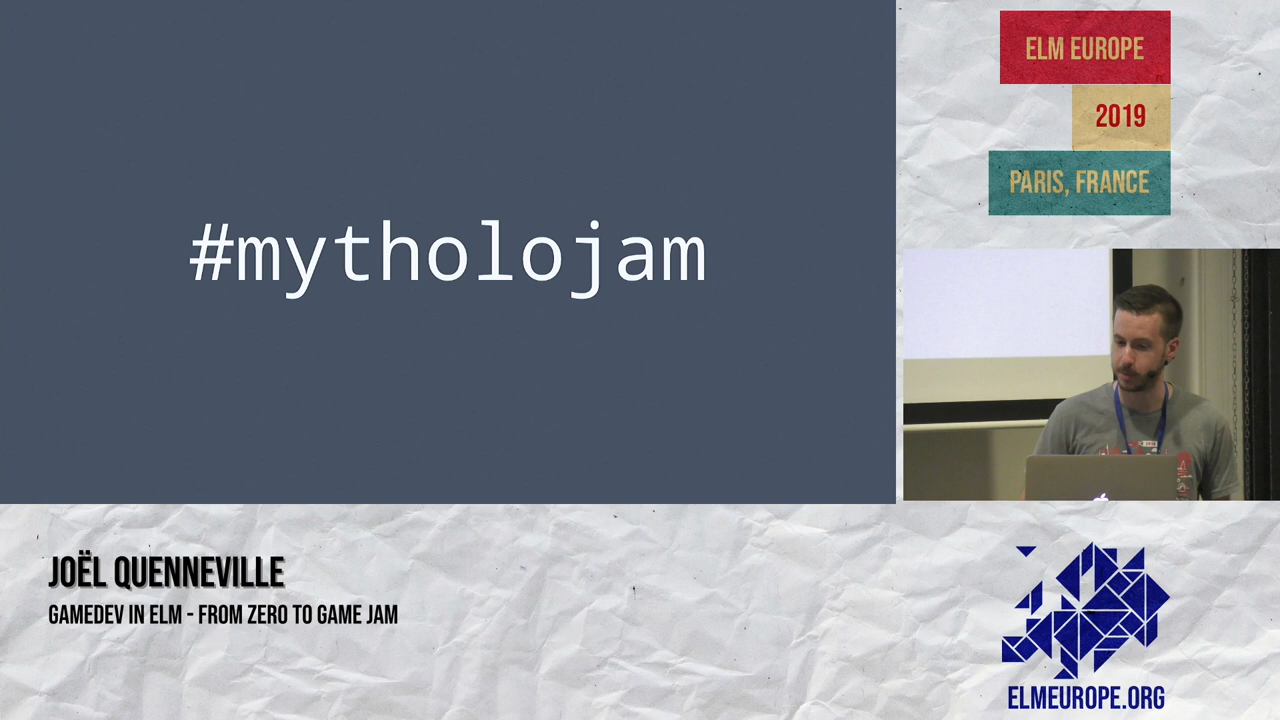 #mytholojam
ELM EUROPE
2019
PARIS, FRANCE
JOËL QUENNEVILLE
GAMEDEV IN ELM - FROM ZERO TO GAME JAM
ELMEUROPE.ORG